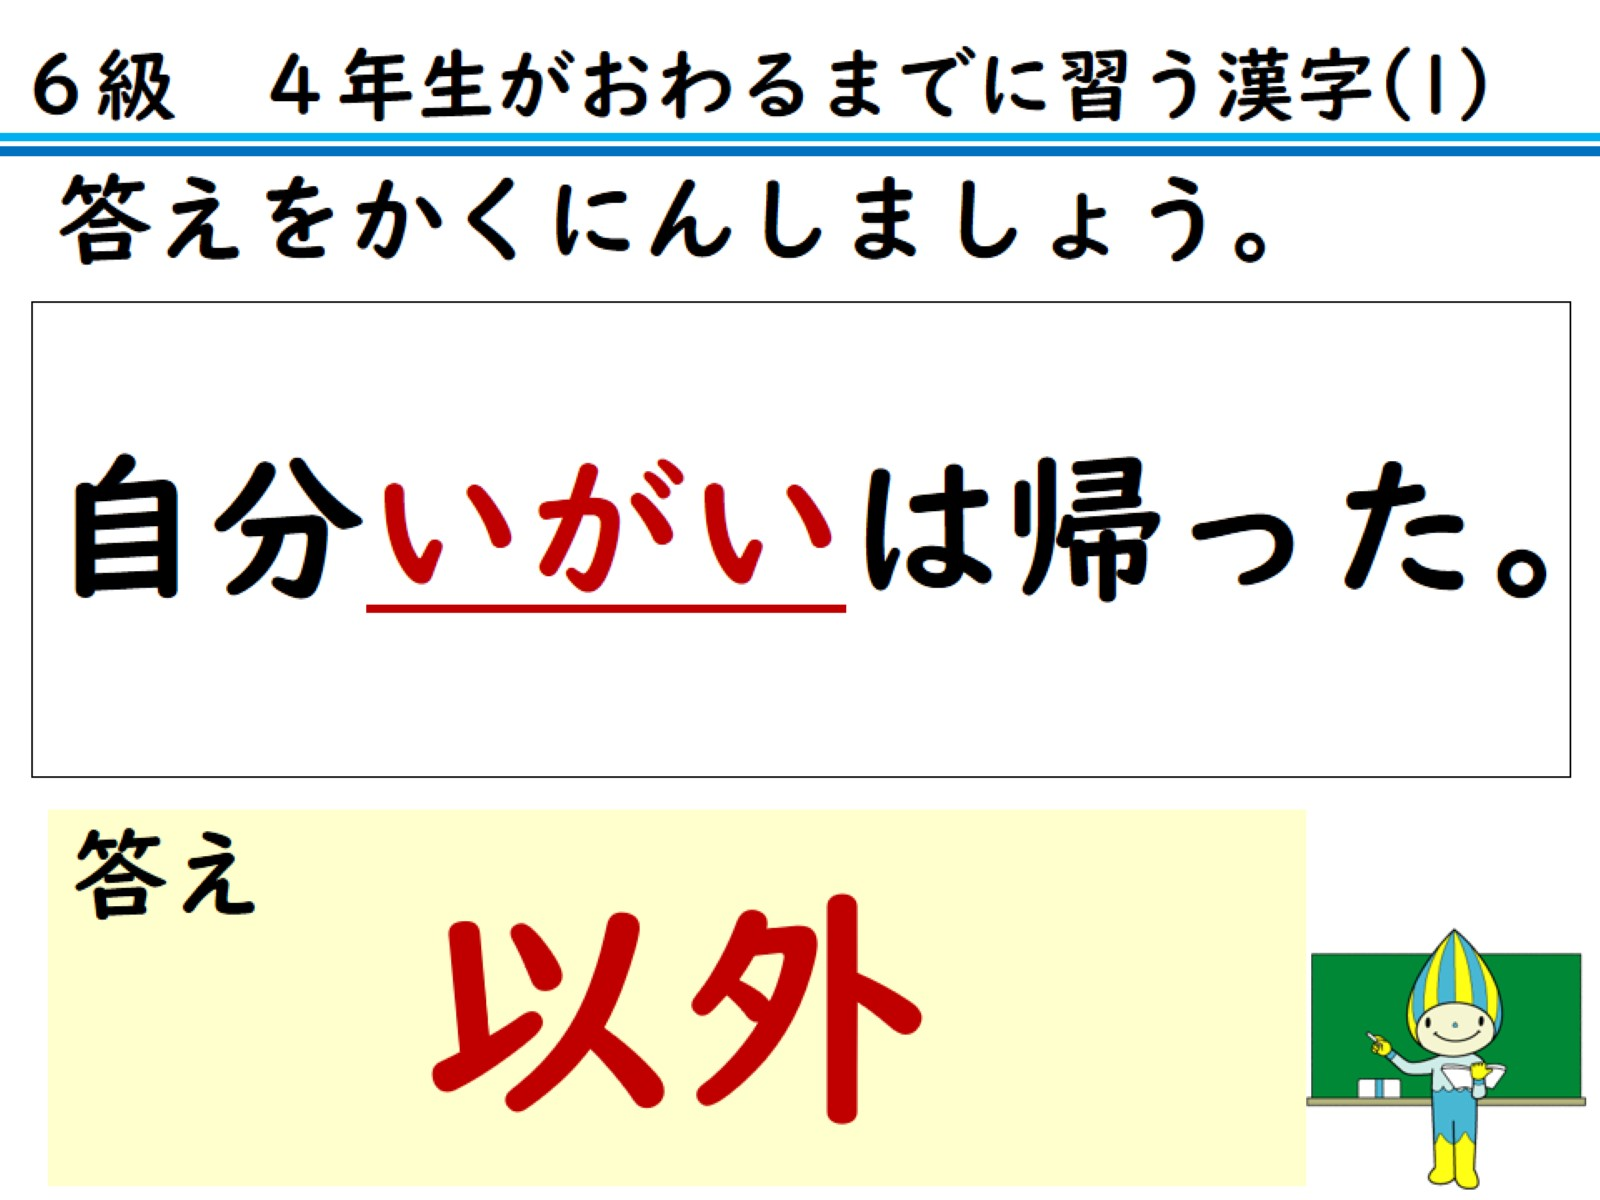 ６級　４年生がおわるまでに習う漢字(1)
答えをかくにんしましょう。
自分いがいは帰った。
答え
以外